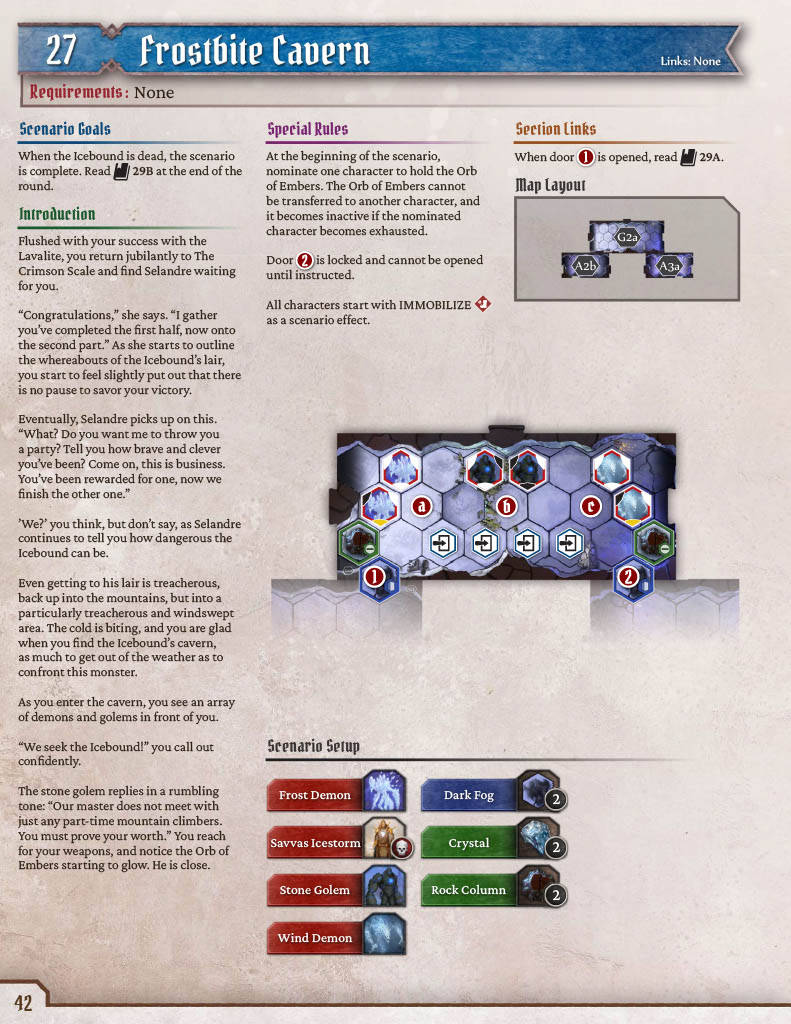 27
Frostbite Cavern
Links: None
Requirements: None
Scenario Goals
When the Icebound is dead, the scenario
is complete. Read 29B at the end of the
round.
Introduction
Flushed with your success with the
Lavalite, you return jubilantly to The
Crimson Scale and find Selandre waiting
for you.
“Congratulations,” she says. “I gather
you’ve completed the first half, now onto
the second part.” As she starts to outline
the whereabouts of the Icebound’s lair,
you start to feel slightly put out that there
is no pause to savor your victory.
Eventually, Selandre picks up on this.
“What? Do you want me to throw you
a party? Tell you how brave and clever
you’ve been? Come on, this is business.
You’ve been rewarded for one, now we
finish the other one.”
’We?’ you think, but don’t say, as Selandre
continues to tell you how dangerous the
Icebound can be.
Even getting to his lair is treacherous,
back up into the mountains, but into a
particularly treacherous and windswept
area. The cold is biting, and you are glad
when you find the Icebound’s cavern,
as much to get out of the weather as to
confront this monster.
As you enter the cavern, you see an array
of demons and golems in front of you.
“We seek the Icebound!” you call out
confidently.
The stone golem replies in a rumbling
tone: “Our master does not meet with
just any part-time mountain climbers.
You must prove your worth.” You reach
for your weapons, and notice the Orb of
Embers starting to glow. He is close.
Special Rules
At the beginning of the scenario,
nominate one character to hold the Orb
of Embers. The Orb of Embers cannot
be transferred to another character, and
it becomes inactive if the nominated
character becomes exhausted.
Door 2 is locked and cannot be opened
until instructed.
All characters start with IMMOBILIZE
as a scenario effect.
Section Links
When door 1 is opened, read 29A.
Map Layout
G2a
A2b
A3a
a
b
c
1
2
Scenario Setup
Frost Demon
Savvas Icestorm
Stone Golem
Wind Demon
Dark Fog
2
Crystal
2
Rock Column
2
42